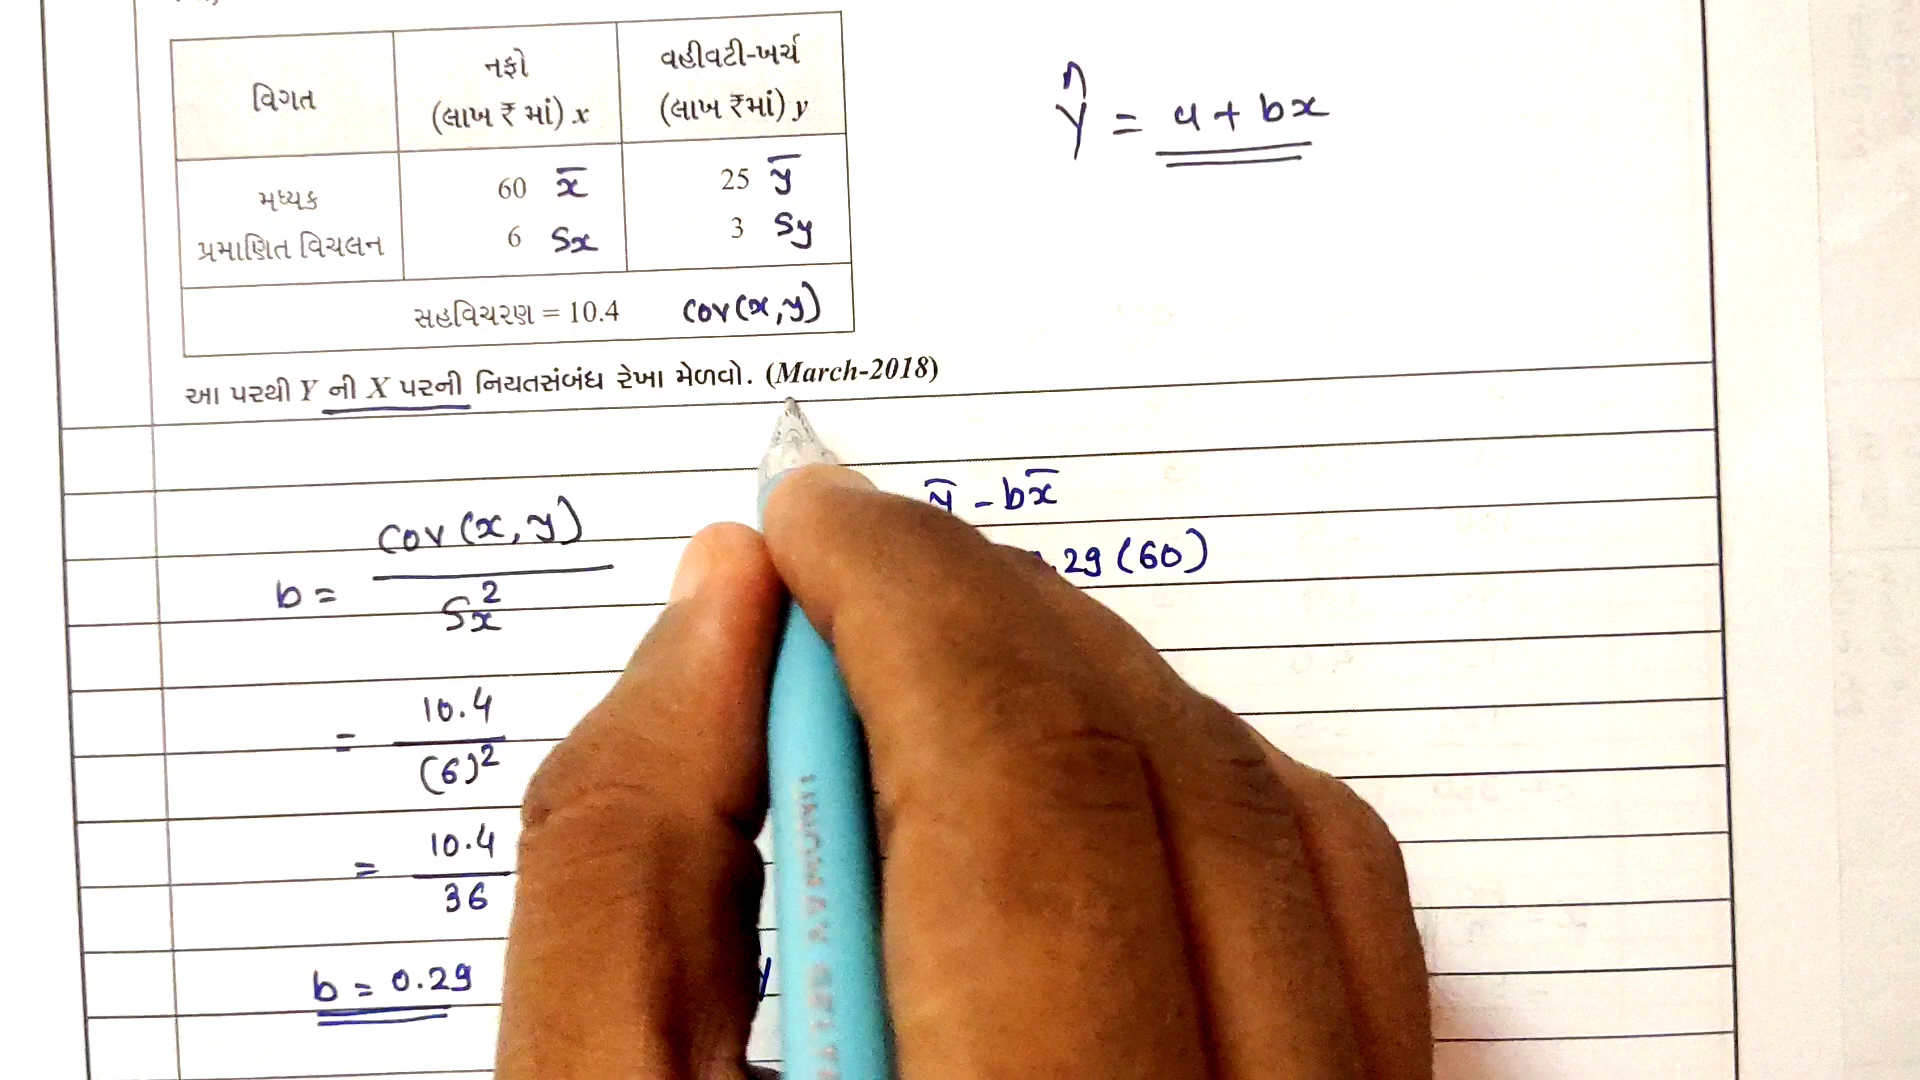 વિગત
નફો
(લાખ ₹ માં) x
વહીવટી-ખર્ચ
(લાખ ₹માં) y
મધ્યક
60 x̅
25 y̅
પ્રમાણિત વિચલન
6 Sx
3 Sy
સહવિચરણ = 10.4 cov(x,y)
Ŷ = a + bx
આ પરથી Y ની X પરની નિયતસંબંધ રેખા મેળવો. (March-2018)
b = cov(x,y) / Sx²
= 10.4 / (6)²
= 10.4 / 36
b = 0.29
y̅ - bx̅
.29 (60)